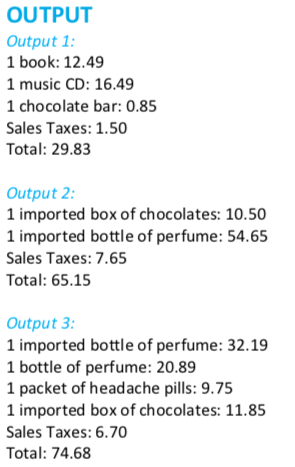 OUTPUT
Output 1:
1 book: 12.49
1 music CD: 16.49
1 chocolate bar: 0.85
Sales Taxes: 1.50
Total: 29.83
Output 2:
1 imported box of chocolates: 10.50
1 imported bottle of perfume: 54.65
Sales Taxes: 7.65
Total: 65.15
Output 3:
1 imported bottle of perfume: 32.19
1 bottle of perfume: 20.89
1 packet of headache pills: 9.75
1 imported box of chocolates: 11.85
Sales Taxes: 6.70
Total: 74.68